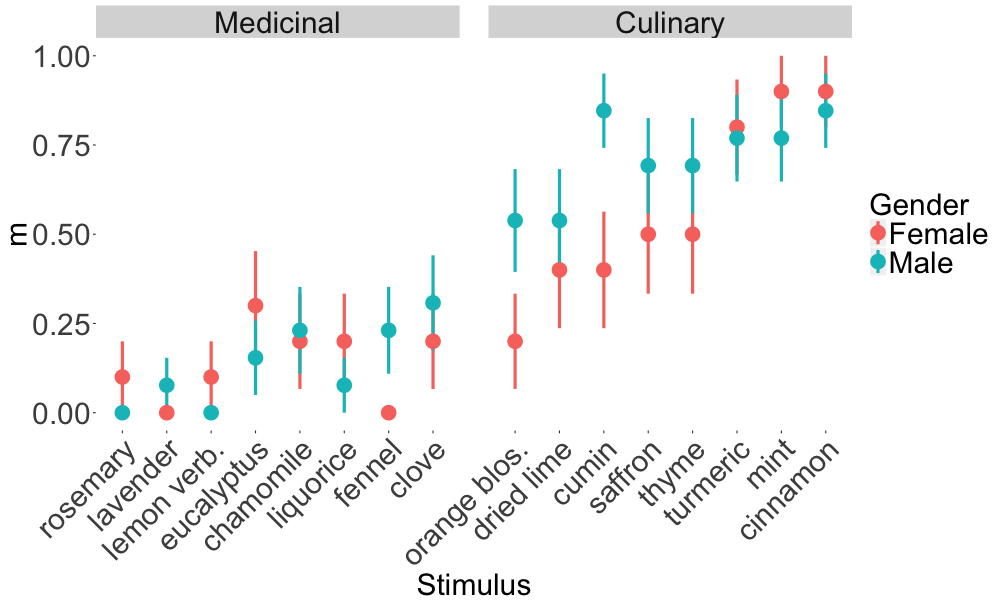 Medicinal
Culinary
1.00
0.75
0.50
0.25
0.00
m
rosemary
lavender
lemon verb.
eucalyptus
chamomile
liquorice
fennel
clove
orange blos.
dried lime
cumin
saffron
thyme
turmeric
mint
cinnamon
Stimulus
Gender
Female
Male